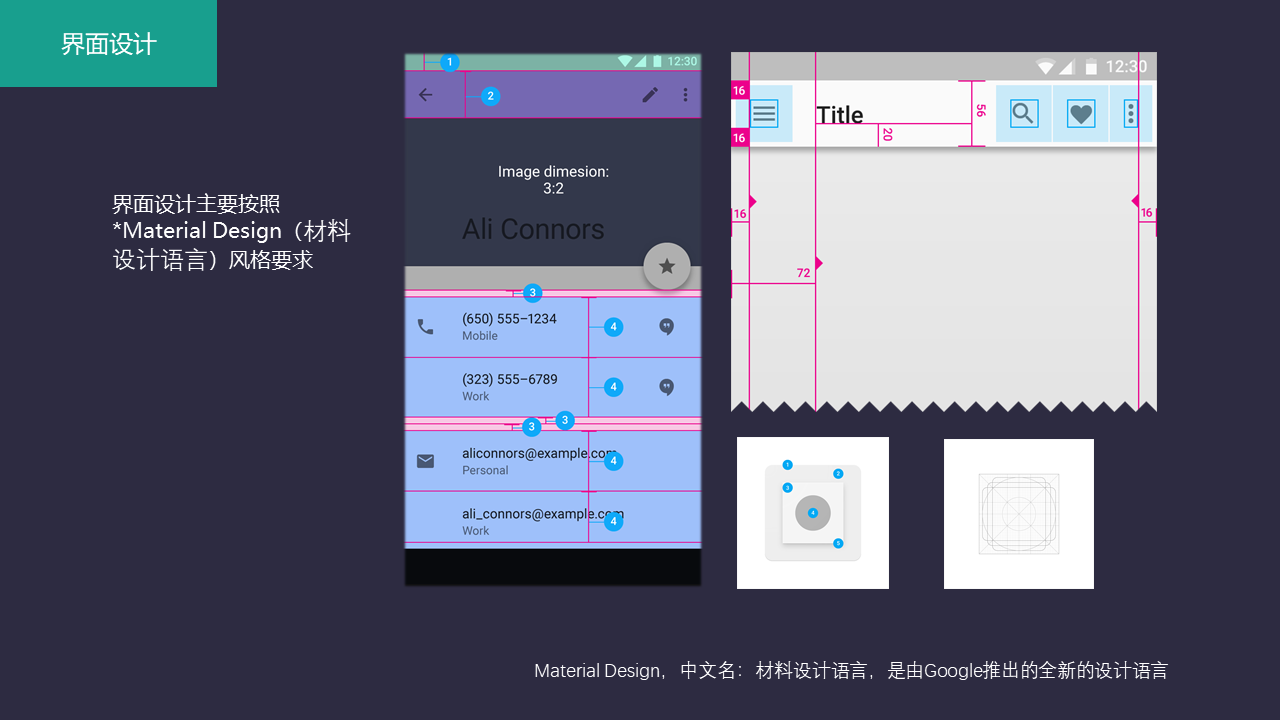 界面设计
界面设计主要按照
*Material Design（材料
设计语言）风格要求
1
12:30
2
Image dimesion:
3:2
Ali Connors
3
(650) 555–1234
Mobile
4
(323) 555–6789
Work
4
3
3
aliconnors@example.com
Personal
4
ali_connors@example.com
Work
4
12:30
16
Title
56
20
16
16
16
72
1
2
3
4
5
Material Design，中文名：材料设计语言，是由Google推出的全新的设计语言